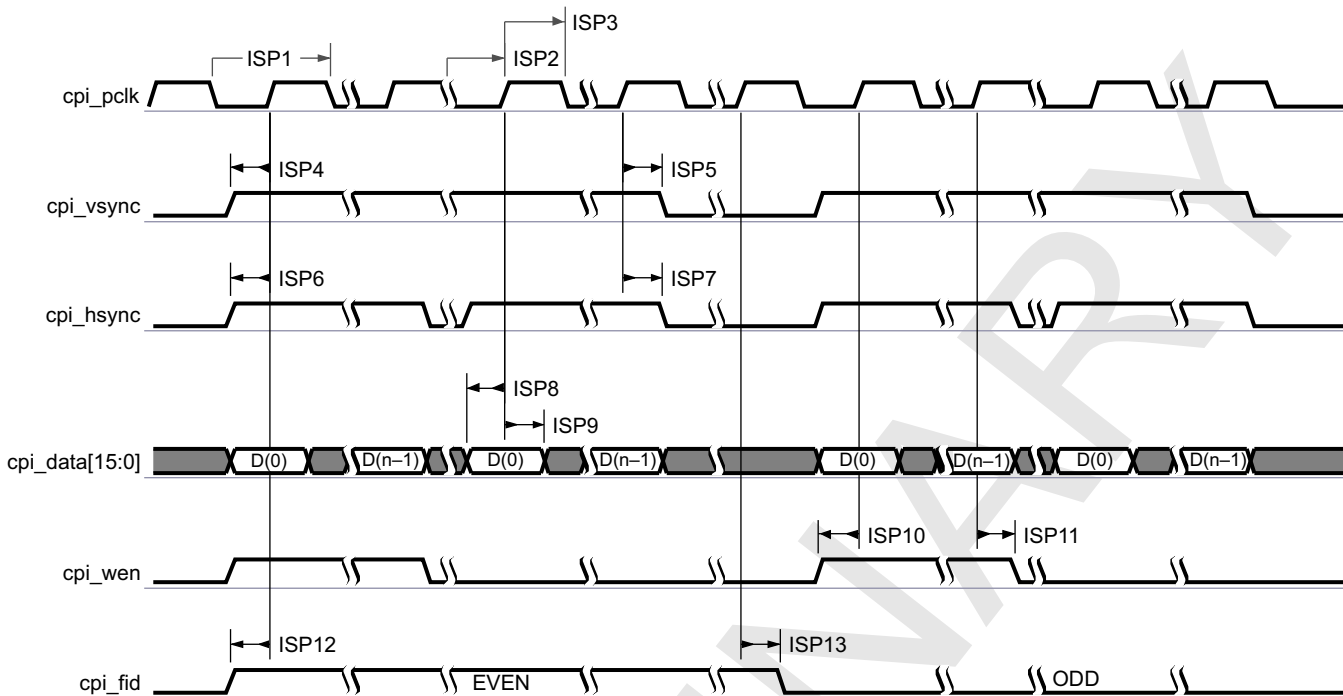 ISP3
ISP1 ISP2
cpi_pclk
ISP4 ISP5
cpi_vsync
ISP6 ISP7
cpi_hsync
ISP8
ISP9
cpi_data[15:0] D(0) D(n–1) D(0) D(n–1) D(0) D(n–1) D(0) D(n–1)
ISP10 ISP11
cpi_wen
ISP12 ISP13
cpi_fid EVEN ODD